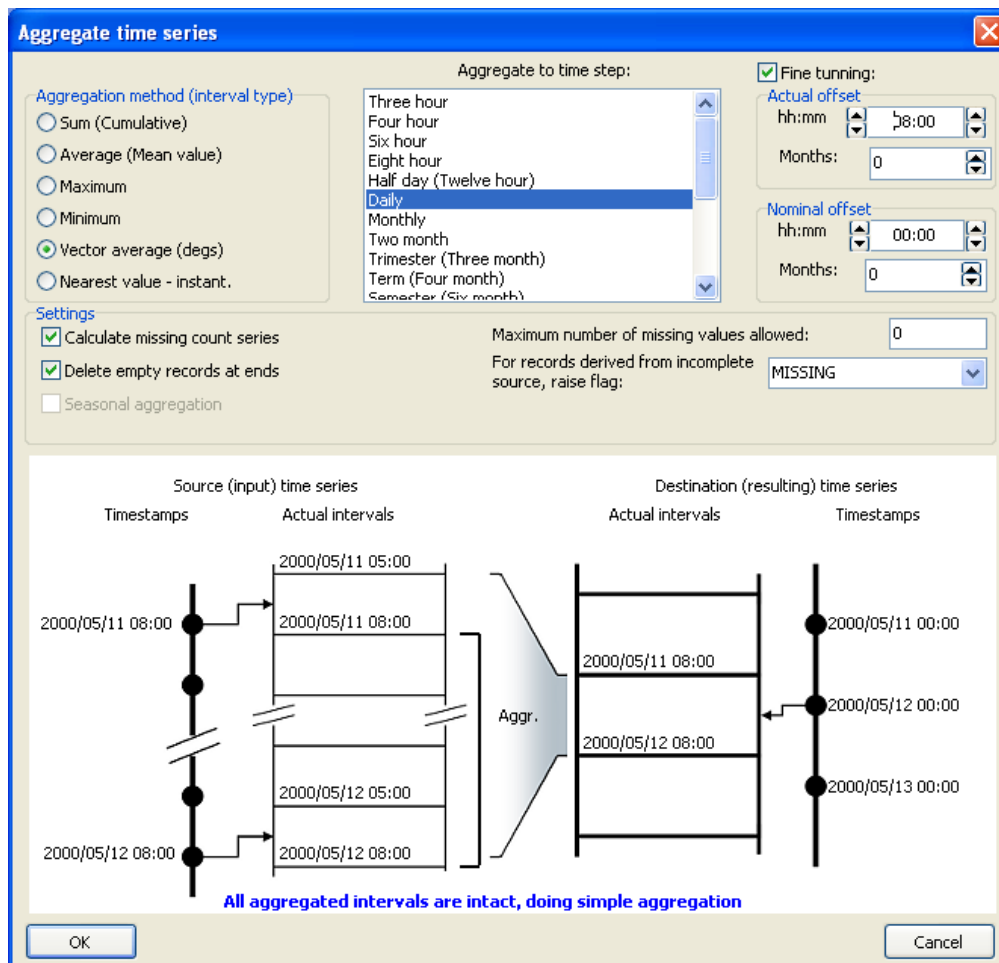 Aggregate time series
Aggregate to time step:
Fine tunning:
Aggregation method (interval type)
Sum (Cumulative)
Average (Mean value)
Maximum
Minimum
Vector average (degs)
Nearest value - instant.
Three hour
Four hour
Six hour
Eight hour
Half day (Twelve hour)
Daily
Monthly
Two month
Trimester (Three month)
Term (Four month)
Semester (Six month)
Actual offset
hh:mm 08:00
Months: 0
Nominal offset
hh:mm 00:00
Months: 0
Settings
Calculate missing count series
Delete empty records at ends
Seasonal aggregation
Maximum number of missing values allowed: 0
For records derived from incomplete
source, raise flag: MISSING
Source (input) time series
Timestamps Actual intervals
2000/05/11 05:00
2000/05/11 08:00 2000/05/11 08:00
2000/05/12 05:00
2000/05/12 08:00 2000/05/12 08:00
Aggr.
Destination (resulting) time series
Actual intervals Timestamps
2000/05/11 00:00
2000/05/11 08:00
2000/05/12 00:00
2000/05/12 08:00
2000/05/13 00:00
All aggregated intervals are intact, doing simple aggregation
OK
Cancel